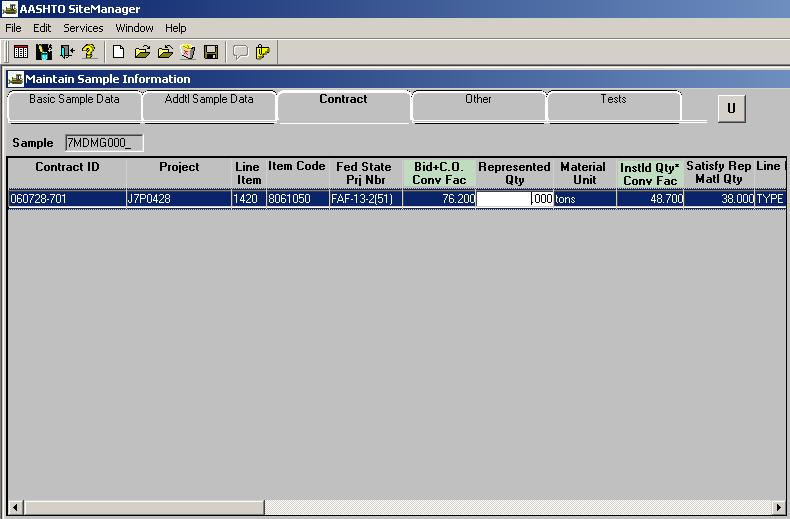 AASHTO SiteManager
File Edit Services Window Help
Maintain Sample Information
Basic Sample Data Addtl Sample Data Contract Other Tests U
Sample 7MDMG000_
Contract ID Project Line Item Item Code Fed State Prj Nbr Bid+C.O. Conv Fac Represented Qty Material Unit Instld Qty* Conv Fac Satisfy Rep Matl Qty Line
060728-701 J7P0428 1420 8061050 FAF-13-2(51) 76.200 .000 tons 48.700 38.000 TYPE